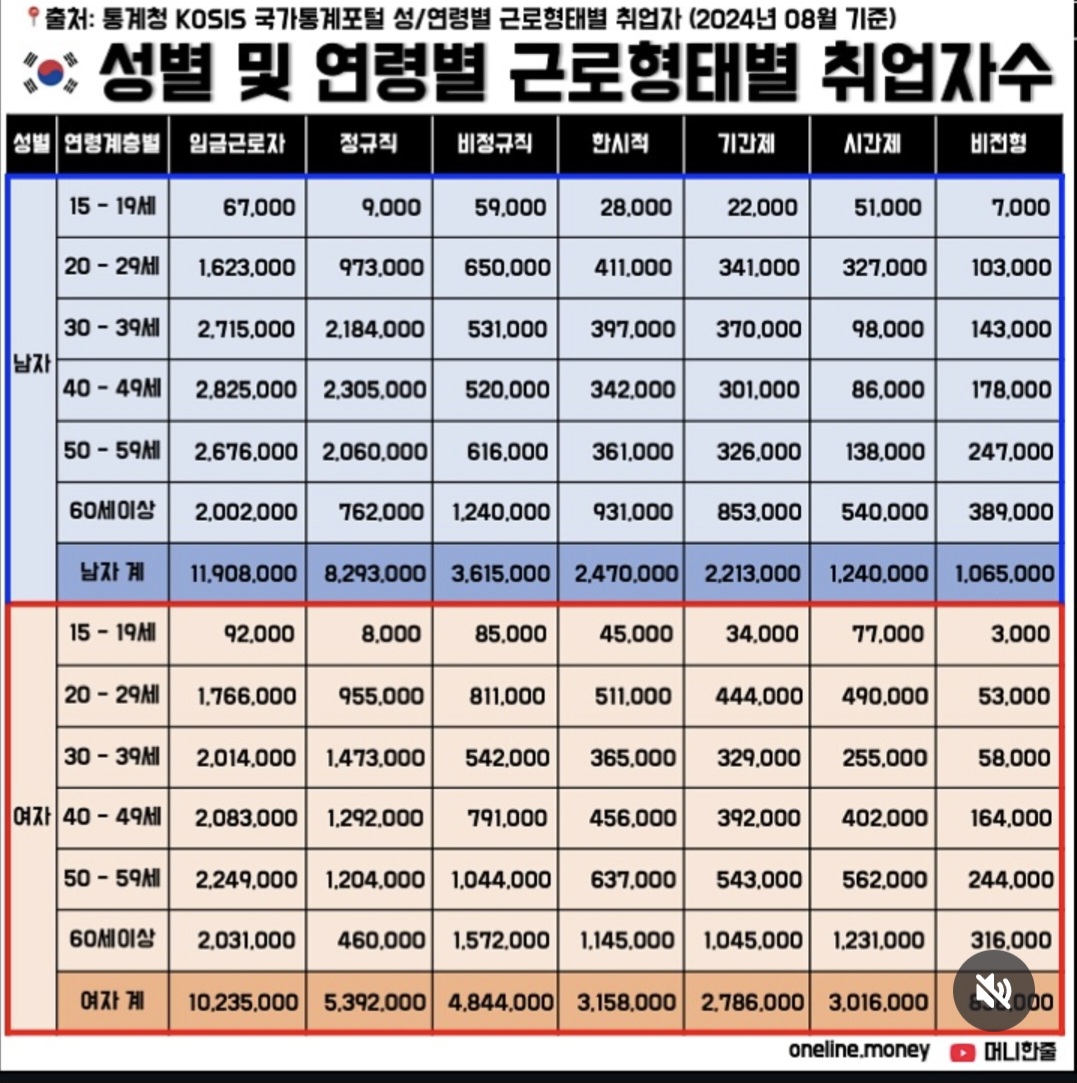 출처: 통계청 KOSIS 국가통계포털 성/연령별 근로형태별 취업자 (2024년 08월 기준)
성별 및 연령별 근로형태별 취업자수
성별 연령계층별 임금근로자 정규직 비정규직 한시적 기간제 시간제 비전형
남자
15 - 19세 67,000 9,000 59,000 28,000 22,000 51,000 7,000
20 - 29세 1,623,000 973,000 650,000 411,000 341,000 327,000 103,000
30 - 39세 2,715,000 2,184,000 531,000 397,000 370,000 98,000 143,000
40 - 49세 2,825,000 2,305,000 520,000 342,000 301,000 86,000 178,000
50 - 59세 2,676,000 2,060,000 616,000 361,000 326,000 138,000 247,000
60세이상 2,002,000 762,000 1,240,000 931,000 853,000 540,000 389,000
남자 계 11,908,000 8,293,000 3,615,000 2,470,000 2,213,000 1,240,000 1,065,000
여자
15 - 19세 92,000 8,000 85,000 45,000 34,000 77,000 3,000
20 - 29세 1,766,000 955,000 811,000 511,000 444,000 490,000 53,000
30 - 39세 2,014,000 1,473,000 542,000 365,000 329,000 255,000 58,000
40 - 49세 2,083,000 1,292,000 791,000 456,000 392,000 402,000 164,000
50 - 59세 2,249,000 1,204,000 1,044,000 637,000 543,000 562,000 244,000
60세이상 2,031,000 460,000 1,572,000 1,145,000 1,045,000 1,231,000 316,000
여자 계 10,235,000 5,392,000 4,844,000 3,158,000 2,786,000 3,016,000
oneline.money 머니한줄